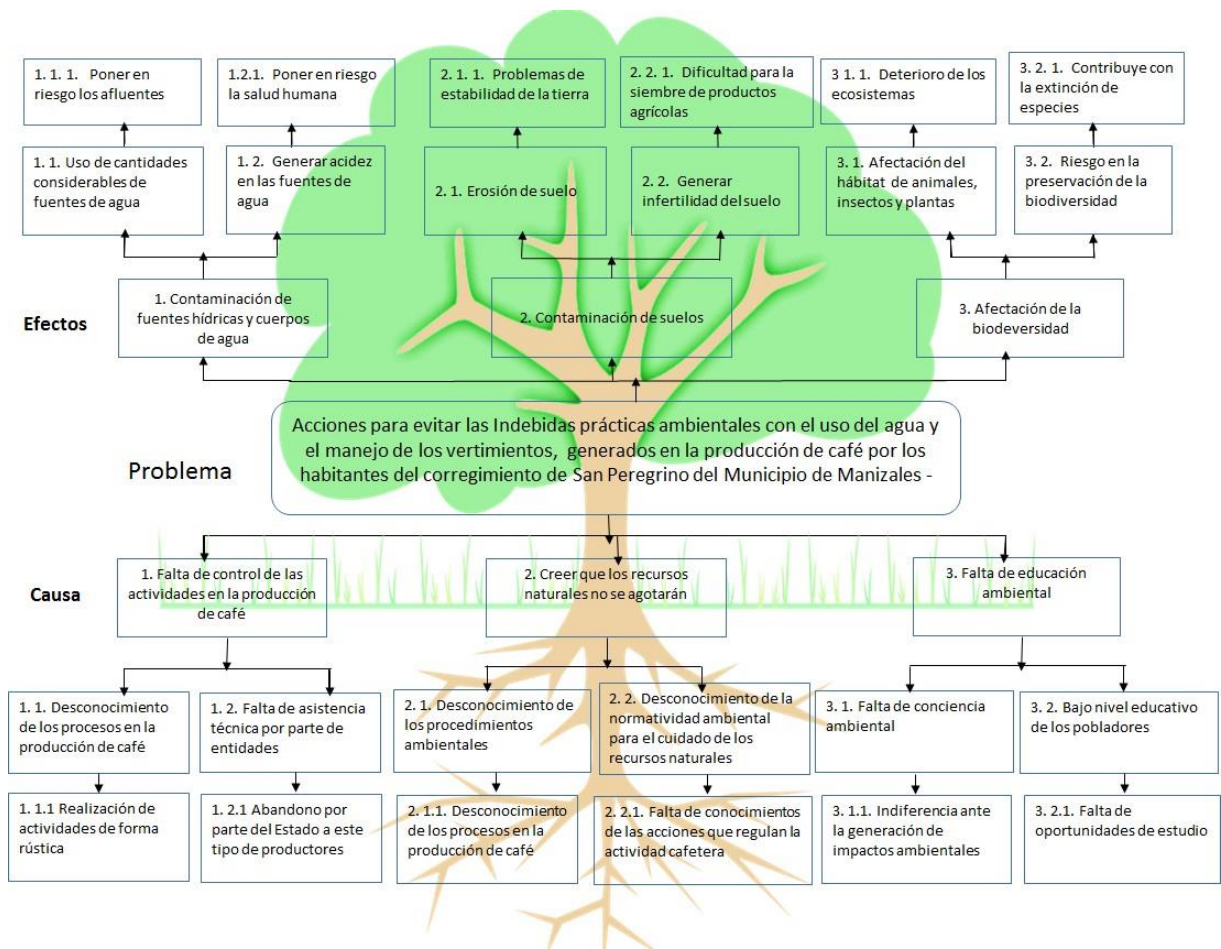 1. 1. 1. Poner en
riesgo los afluentes
1.2.1. Poner en riesgo
la salud humana
2. 1. 1. Problemas de
estabilidad de la tierra
2. 2. 1. Dificultad para la
siembre de productos
agrícolas
3 1. 1. Deterioro de los
ecosistemas
3. 2. 1. Contribuye con
la extinción de
especies
1. 1. Uso de cantidades
considerables de
fuentes de agua
1. 2. Generar acidez
en las fuentes de
agua
2. 1. Erosión de suelo
2. 2. Generar
infertilidad del suelo
3. 1. Afectación del
hábitat de animales,
insectos y plantas
3. 2. Riesgo en la
preservación de la
biodiversidad
Efectos
1. Contaminación de
fuentes hídricas y cuerpos
de agua
2. Contaminación de suelos
3. Afectación de la
biodeversidad
Problema
Acciones para evitar las Indebidas prácticas ambientales con el uso del agua y
el manejo de los vertimientos, generados en la producción de café por los
habitantes del corregimiento de San Peregrino del Municipio de Manizales -
Causa
1. Falta de control de las
actividades en la producción
de café
2. Creer que los recursos
naturales no se agotarán
3. Falta de educación
ambiental
1. 1. Desconocimiento
de los procesos en la
producción de café
1. 2. Falta de asistencia
técnica por parte de
entidades
2. 1. Desconocimiento de
los procedimientos
ambientales
2. 2. Desconocimiento de la
normatividad ambiental
para el cuidado de los
recursos naturales
3. 1. Falta de conciencia
ambiental
3. 2. Bajo nivel educativo
de los pobladores
1. 1.1 Realización de
actividades de forma
rústica
1. 2.1 Abandono por
parte del Estado a este
tipo de productores
2. 1.1. Desconocimiento
de los procesos en la
producción de café
2. 2.1. Falta de conocimientos
de las acciones que regulan la
actividad cafetera
3. 1.1. Indiferencia ante
la generación de
impactos ambientales
3. 2.1. Falta de
oportunidades de estudio